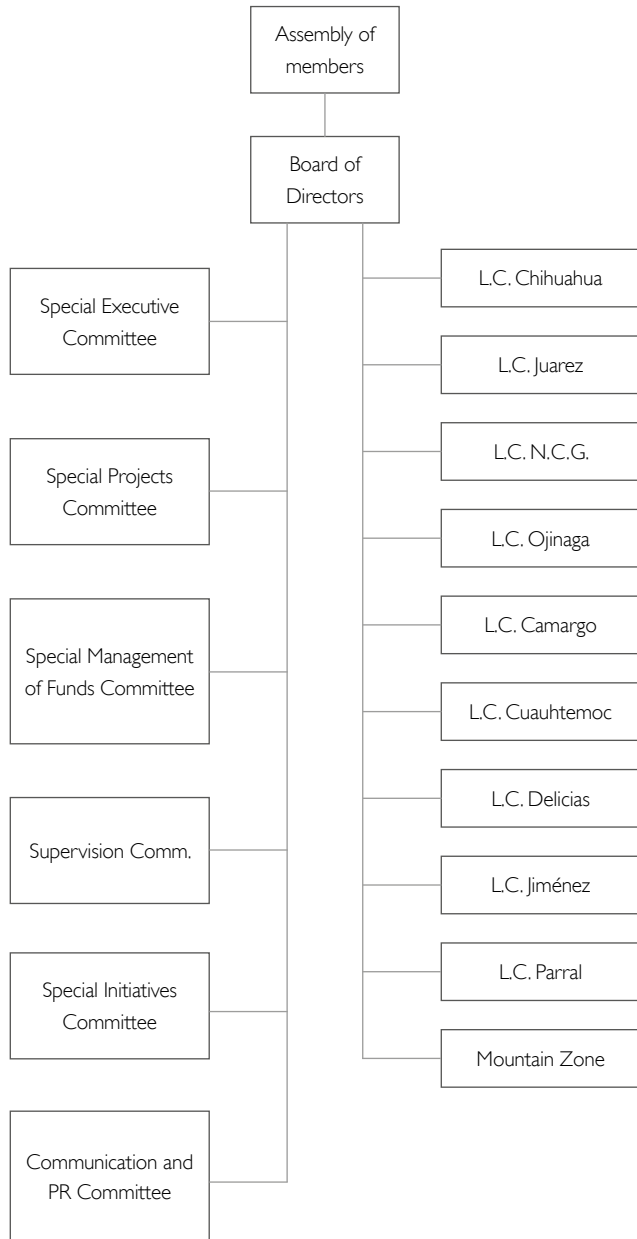 Assembly of
members
Board of
Directors
Special Executive
Committee
Special Projects
Committee
Special Management
of Funds Committee
Supervision Comm.
Special Initiatives
Committee
Communication and
PR Committee
L.C. Chihuahua
L.C. Juarez
L.C. N.C.G.
L.C. Ojinaga
L.C. Camargo
L.C. Cuauhtemoc
L.C. Delicias
L.C. Jiménez
L.C. Parral
Mountain Zone